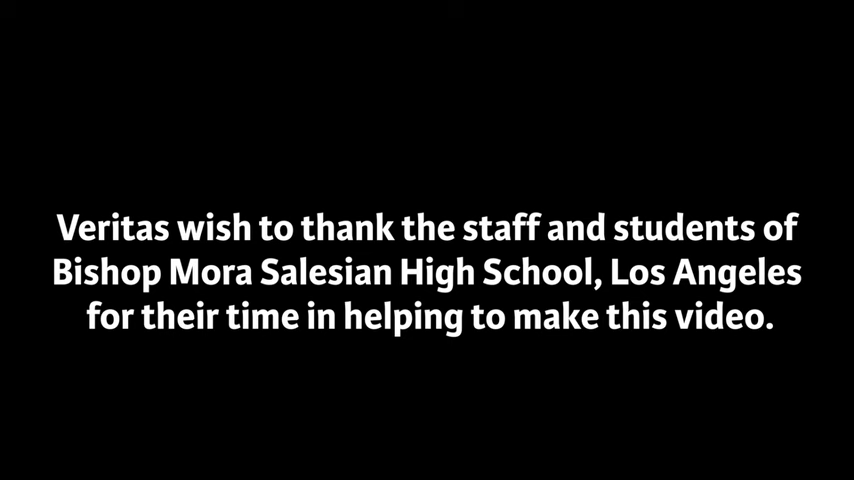 Veritas wish to thank the staff and students of
Bishop Mora Salesian High School, Los Angeles
for their time in helping to make this video.